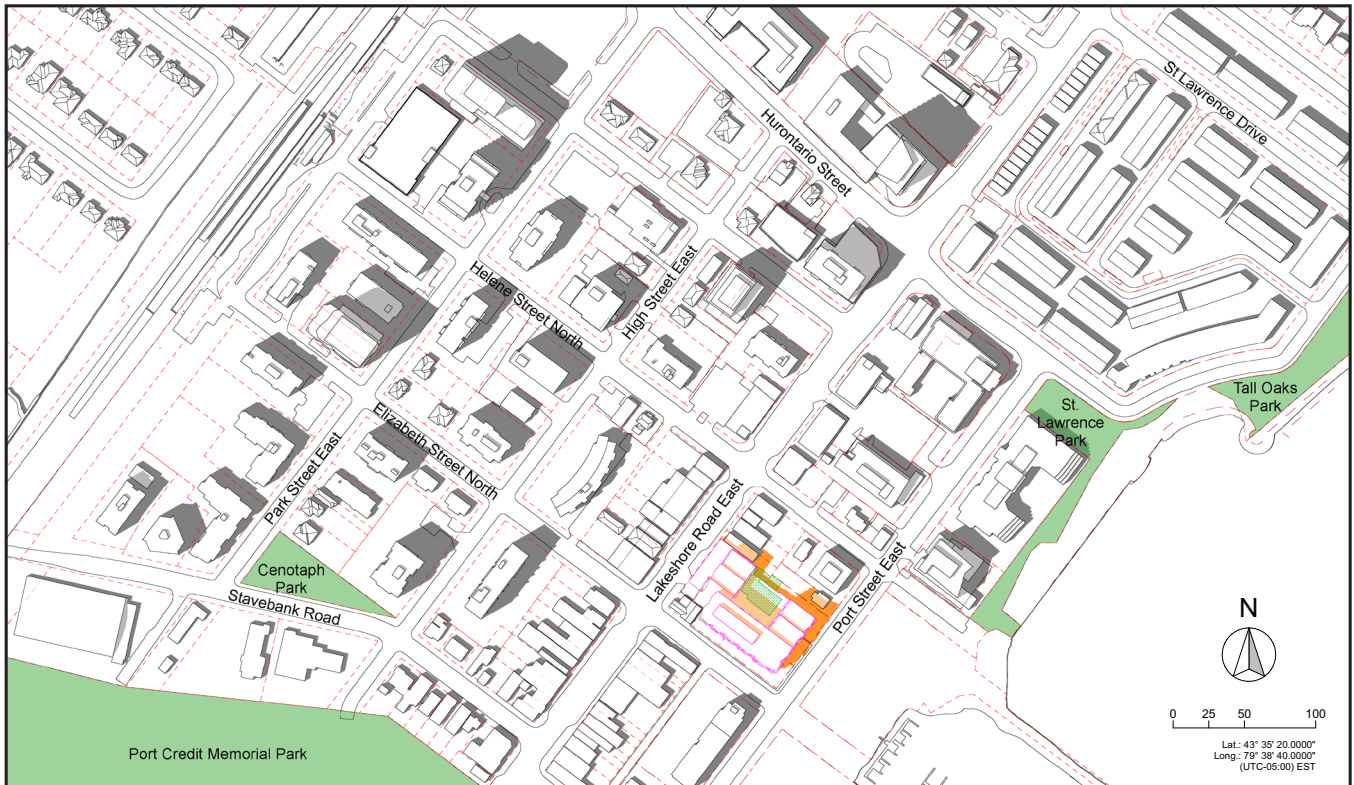 St Lawrence Drive
Hurontario Street
High Street East
Helene Street North
Tall Oaks
Park
St.
Lawrence
Park
Elizabeth Street North
Park Street East
Lakeshore Road East
Port Street East
Cenotaph
Park
Stavebank Road
Port Credit Memorial Park
N
0 25 50 100
Lat.: 43° 35' 20.0000"
Long.: 79° 38' 40.0000"
(UTC-05:00) EST